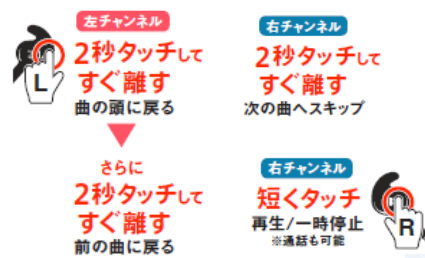 左チャンネル
2秒タッチして
すぐ離す
曲の頭に戻る
L
さらに
2秒タッチして
すぐ離す
前の曲に戻る
右チャンネル
2秒タッチして
すぐ離す
次の曲へスキップ
右チャンネル
短くタッチ
再生/一時停止
※通話も可能
R